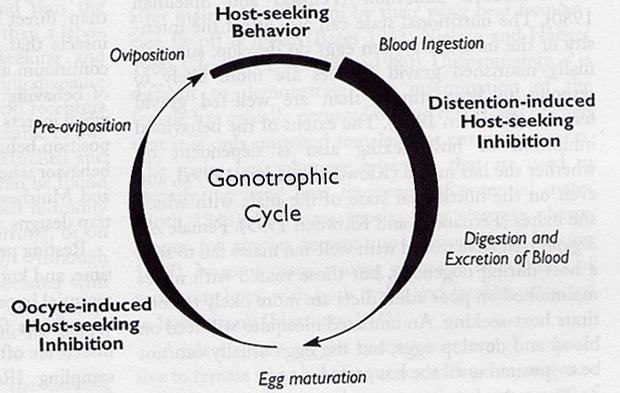 Host-seeking
Behavior
Oviposition
Blood Ingestion
Distention-induced
Host-seeking
Inhibition
Pre-oviposition
Gonotrophic
Cycle
Digestion and
Excretion of Blood
Oocyte-induced
Host-seeking
Inhibition
Egg maturation